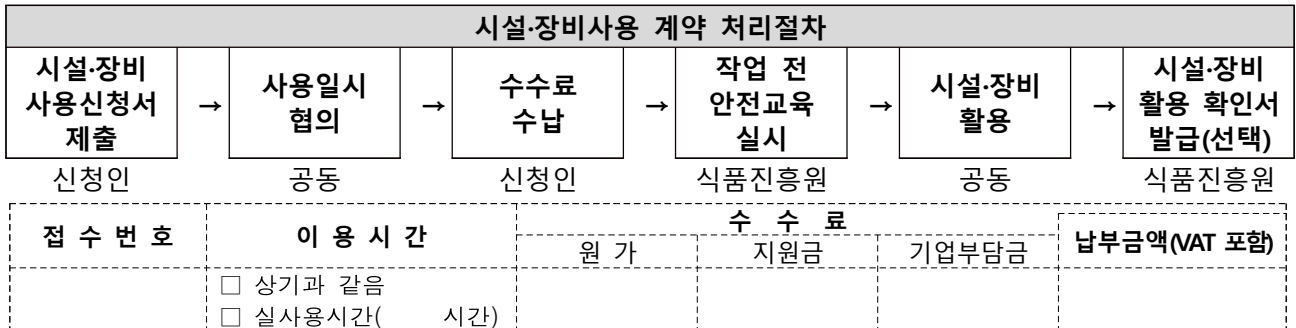 시설·장비사용 계약 처리절차
시설·장비 사용신청서 제출 → 사용일시 협의 → 수수료 수납 → 작업 전 안전교육 실시 → 시설·장비 활용 → 시설·장비 활용 확인서 발급(선택)
신청인 공동 신청인 식품진흥원 공동 식품진흥원
접 수 번 호 이 용 시 간 수 수 료 납부금액(VAT 포함)
원 가 지원금 기업부담금
□ 상기과 같음
□ 실사용시간( 시간)